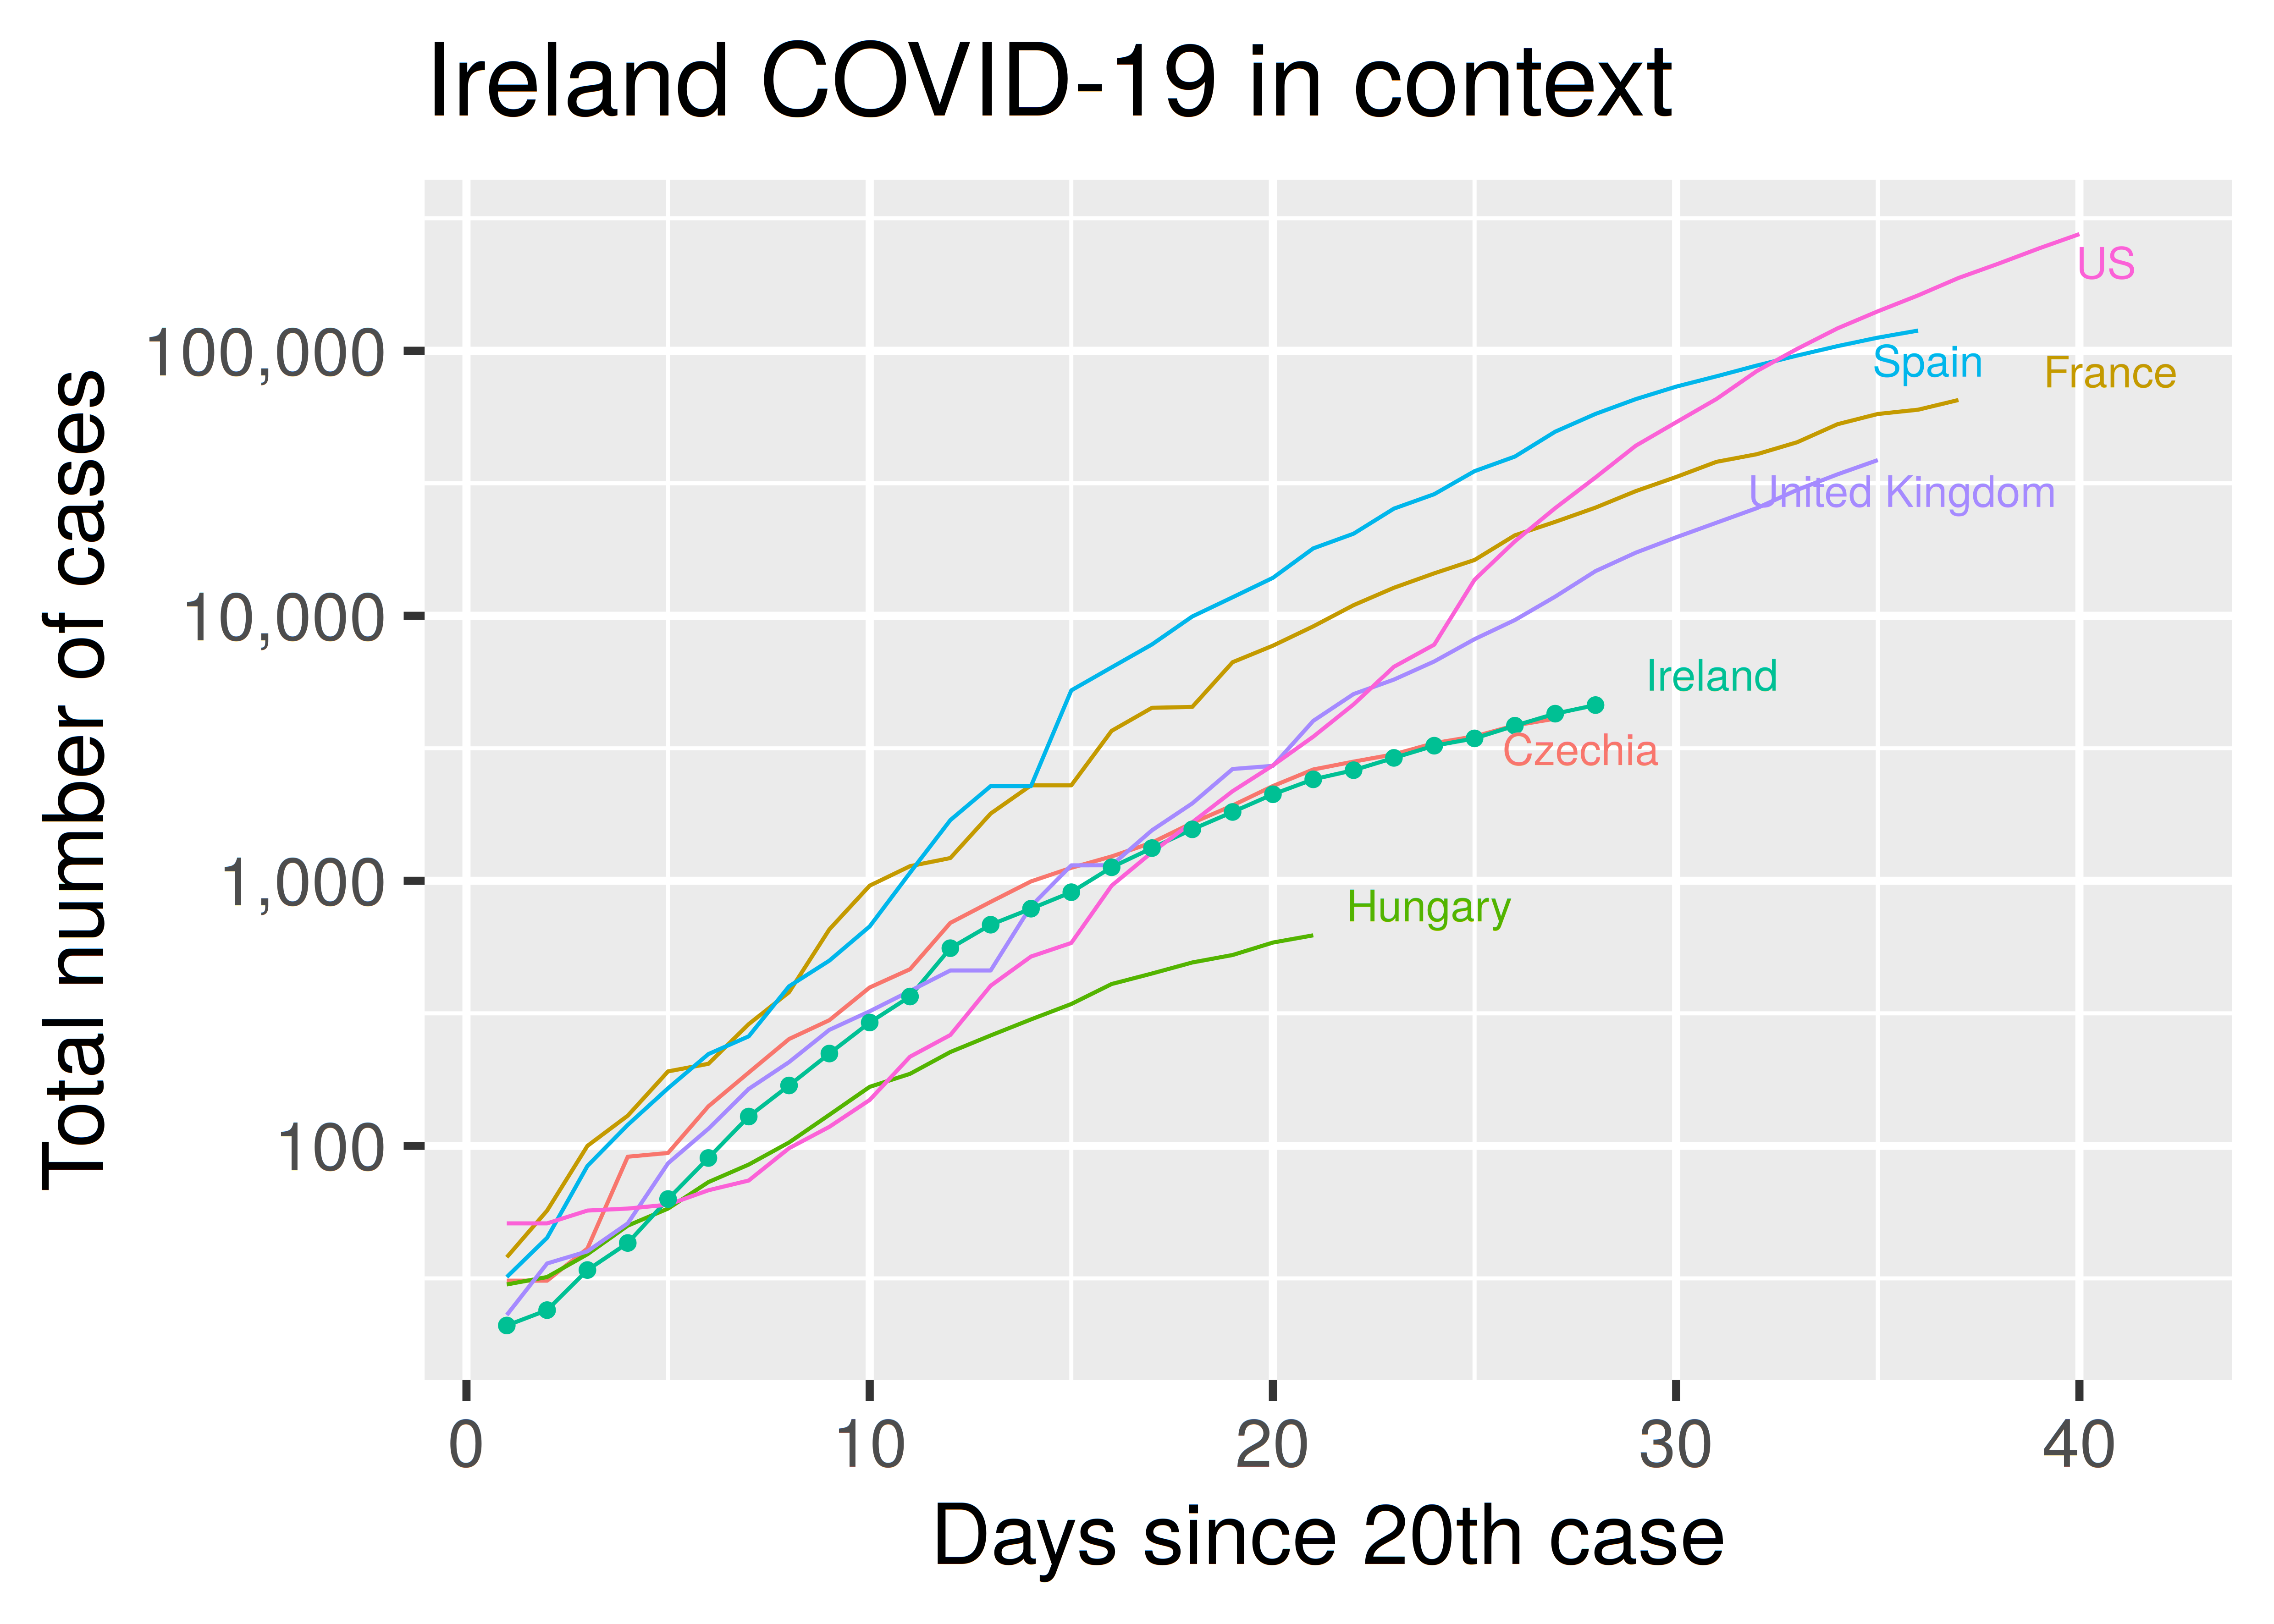 Ireland COVID-19 in context
Total number of cases
100,000
10,000
1,000
100
US
Spain
France
United Kingdom
Ireland
Czechia
Hungary
0 10 20 30 40
Days since 20th case